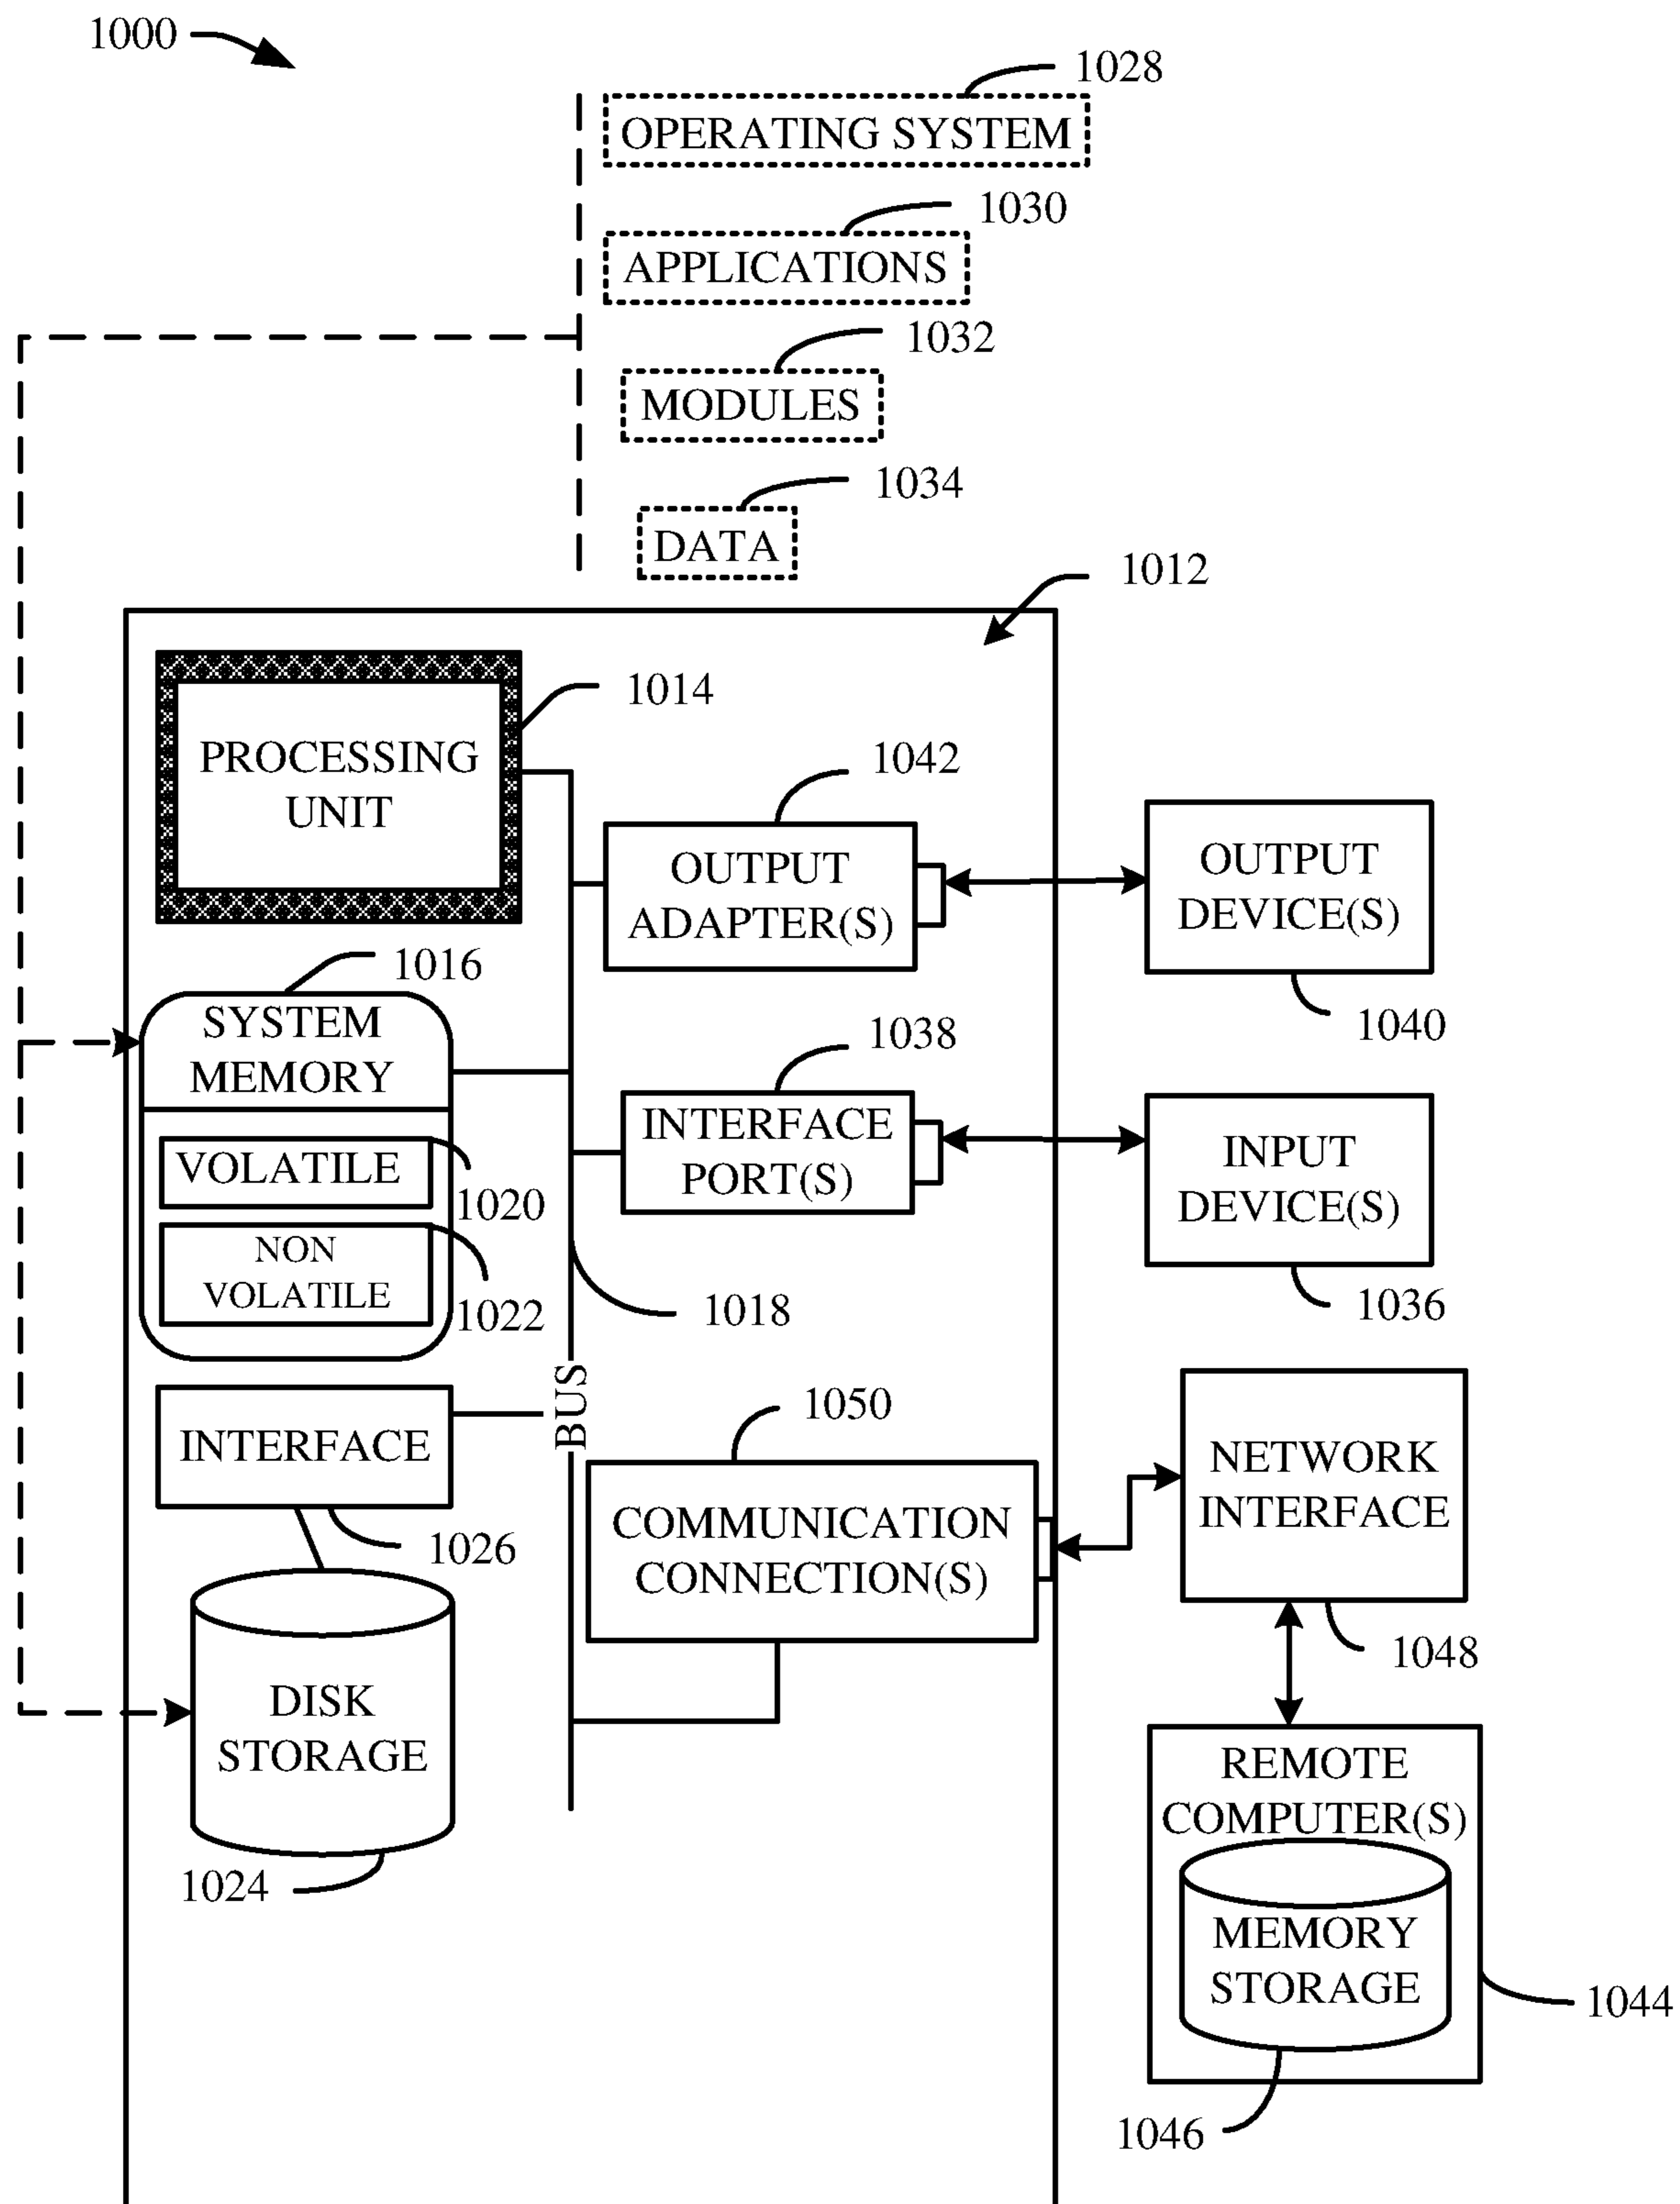 1000
1028
OPERATING SYSTEM
1030
APPLICATIONS
1032
MODULES
1034
DATA
1012
1014
PROCESSING
UNIT
1042
OUTPUT
ADAPTER(S)
OUTPUT
DEVICE(S)
1040
1016
SYSTEM
MEMORY
VOLATILE
1020
NON
VOLATILE
1022
1038
INTERFACE
PORT(S)
INPUT
DEVICE(S)
1036
1018
BUS
INTERFACE
1026
1050
COMMUNICATION
CONNECTION(S)
NETWORK
INTERFACE
1048
DISK
STORAGE
1024
REMOTE
COMPUTER(S)
MEMORY
STORAGE
1044
1046